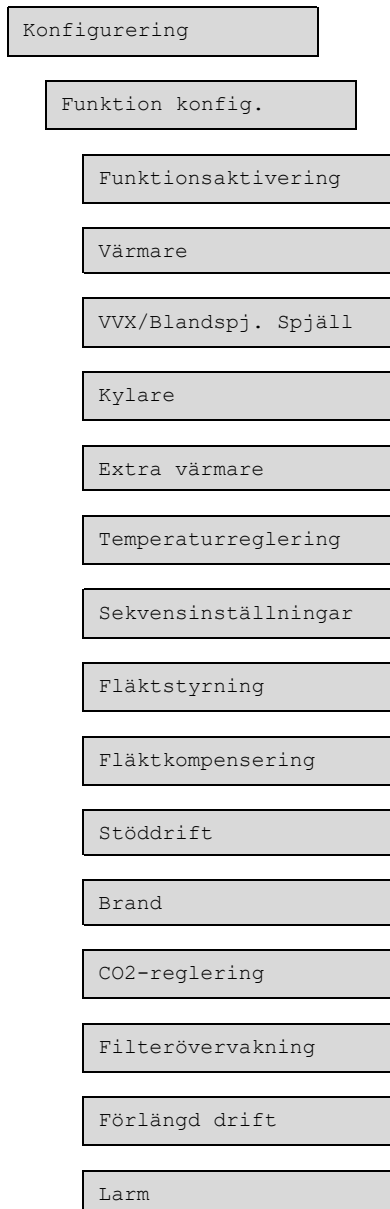 Konfigurering
Funktion konfig.
Funktionsaktivering
Värmare
VVX/Blandspj. Spjäll
Kylare
Extra värmare
Temperaturreglering
Sekvensinställningar
Fläktstyrning
Fläktkompensering
Stöddrift
Brand
CO2-reglering
Filterövervakning
Förlängd drift
Larm